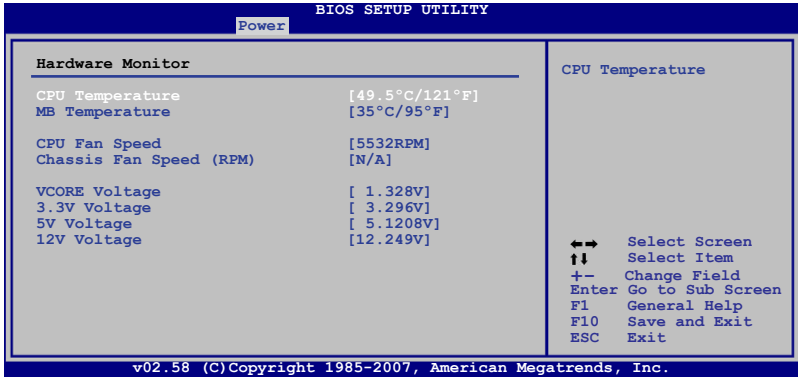 BIOS SETUP UTILITY
Power
Hardware Monitor
CPU Temperature [49.5°C/121°F]
MB Temperature [35°C/95°F]
CPU Fan Speed [5532RPM]
Chassis Fan Speed (RPM) [N/A]
VCORE Voltage [ 1.328V]
3.3V Voltage [ 3.296V]
5V Voltage [ 5.1208V]
12V Voltage [12.249V]
CPU Temperature
←→ Select Screen
↑↓ Select Item
+- Change Field
Enter Go to Sub Screen
F1 General Help
F10 Save and Exit
ESC Exit
v02.58 (C)Copyright 1985-2007, American Megatrends, Inc.